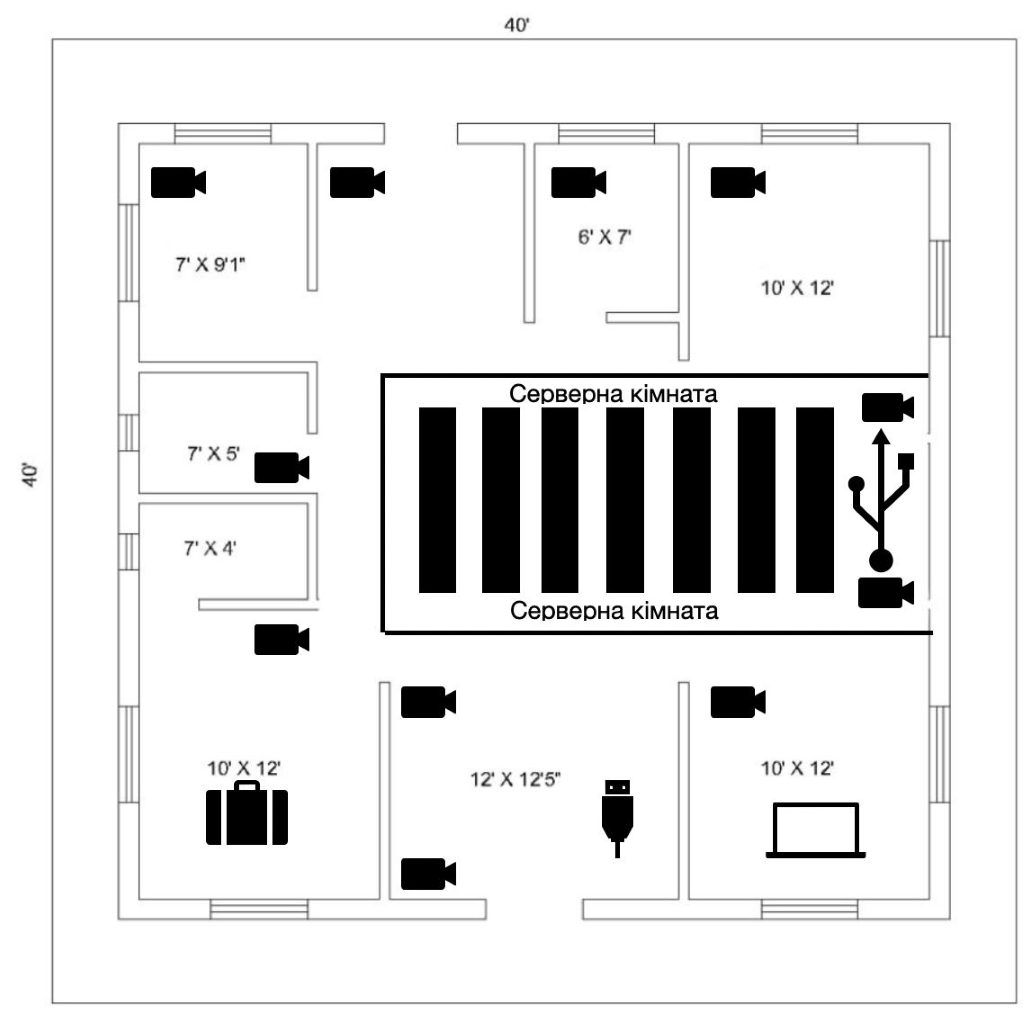 40'
7' X 9'1"
6' X 7'
10' X 12'
Серверна кімната
40'
7' X 5'
7' X 4'
Серверна кімната
10' X 12'
12' X 12'5"
10' X 12'